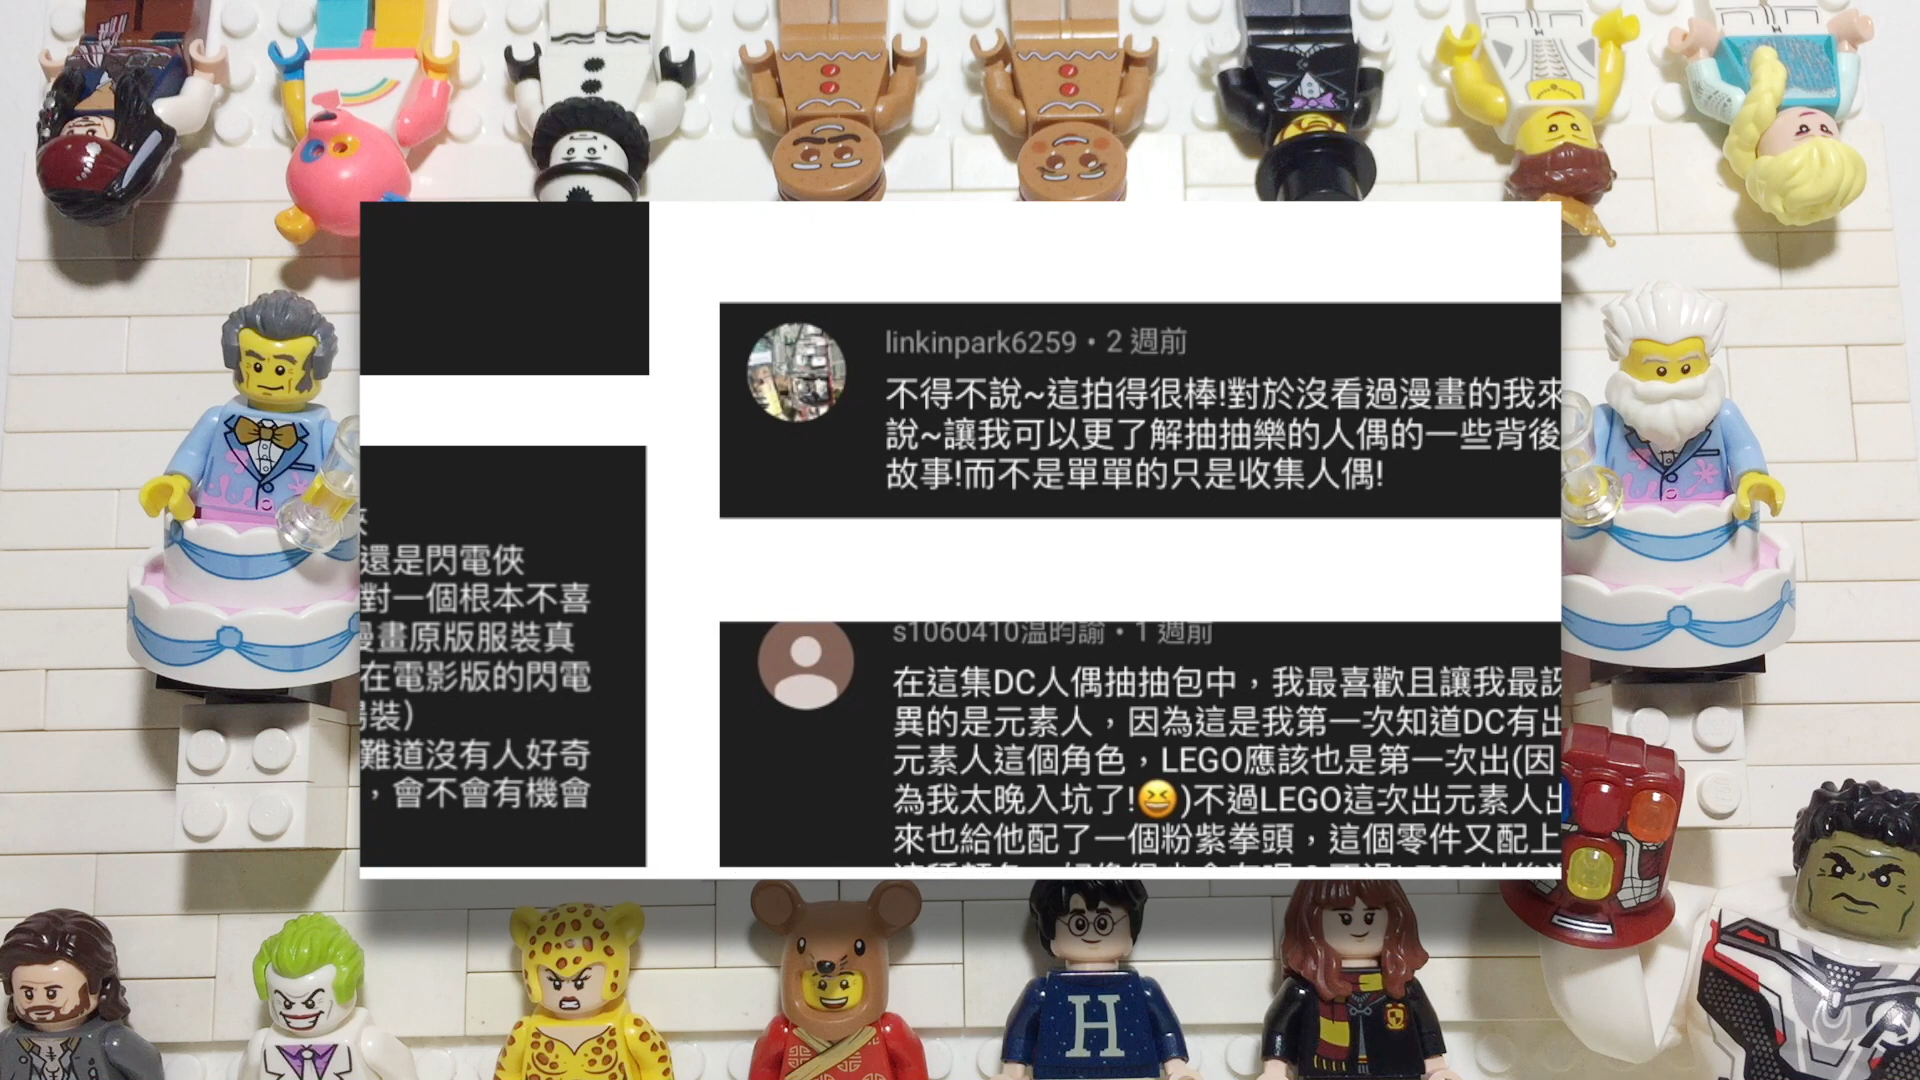 還是閃電俠
對一個根本不喜
漫畫原版服裝真
在電影版的閃電
裝)
難道沒有人好奇
，會不會有機會
linkinpark6259・2 週前
不得不說~這拍得很棒!對於沒看過漫畫的我來
說~讓我可以更了解抽抽樂的人偶的一些背後
故事!而不是單單的只是收集人偶!
s1060410温昀諭・1 週前
在這集DC人偶抽抽包中，我最喜歡且讓我最訝
異的是元素人，因為這是我第一次知道DC有出
元素人這個角色，LEGO應該也是第一次出(因
為我太晚入坑了!😆)不過LEGO這次出元素人出
來也給他配了一個粉紫拳頭，這個零件又配上
H